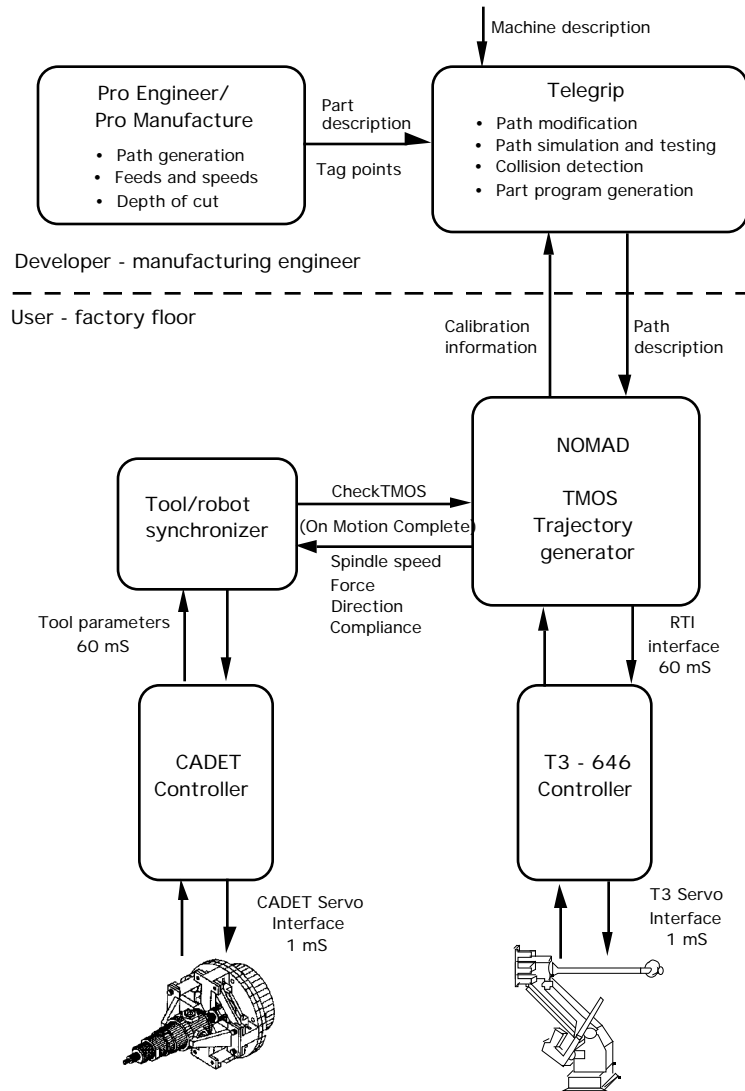 Machine description
Pro Engineer/
Pro Manufacture
• Path generation
• Feeds and speeds
• Depth of cut
Part
description
Tag points
Telegrip
• Path modification
• Path simulation and testing
• Collision detection
• Part program generation
Developer - manufacturing engineer
User - factory floor
Calibration
information
Path
description
NOMAD
TMOS
Trajectory
generator
Tool/robot
synchronizer
CheckTMOS
(On Motion Complete)
Spindle speed
Force
Direction
Compliance
Tool parameters
60 mS
RTI
interface
60 mS
CADET
Controller
T3 - 646
Controller
CADET Servo
Interface
1 mS
T3 Servo
Interface
1 mS